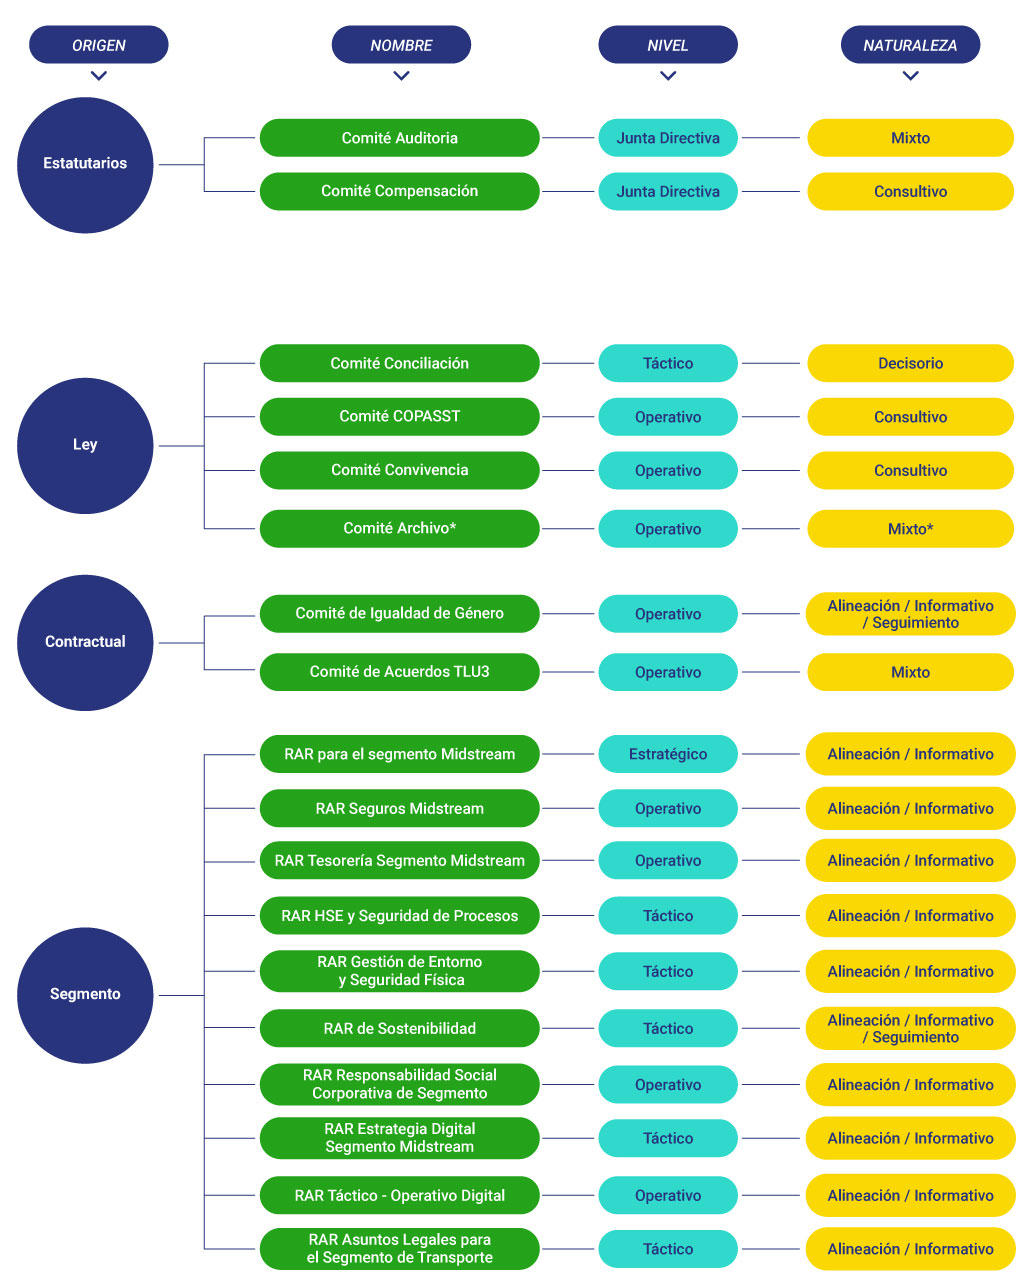 ORIGEN
NOMBRE
NIVEL
NATURALEZA
Estatutarios
Comité Auditoria
Junta Directiva
Mixto
Comité Compensación
Junta Directiva
Consultivo
Ley
Comité Conciliación
Táctico
Decisorio
Comité COPASST
Operativo
Consultivo
Comité Convivencia
Operativo
Consultivo
Comité Archivo*
Operativo
Mixto*
Contractual
Comité de Igualdad de Género
Operativo
Alineación / Informativo
/ Seguimiento
Comité de Acuerdos TLU3
Operativo
Mixto
Segmento
RAR para el segmento Midstream
Estratégico
Alineación / Informativo
RAR Seguros Midstream
Operativo
Alineación / Informativo
RAR Tesorería Segmento Midstream
Operativo
Alineación / Informativo
RAR HSE y Seguridad de Procesos
Táctico
Alineación / Informativo
RAR Gestión de Entorno
y Seguridad Física
Táctico
Alineación / Informativo
RAR de Sostenibilidad
Táctico
Alineación / Informativo
/ Seguimiento
RAR Responsabilidad Social
Corporativa de Segmento
Operativo
Alineación / Informativo
RAR Estrategia Digital
Segmento Midstream
Táctico
Alineación / Informativo
RAR Táctico - Operativo Digital
Operativo
Alineación / Informativo
RAR Asuntos Legales para
el Segmento de Transporte
Táctico
Alineación / Informativo